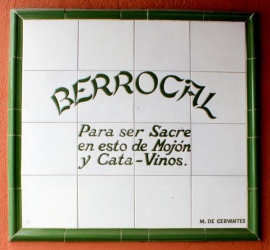 BERROCAL
Para ser Sacre
en esto de Mojón
y Cata-Vinos.
M. DE CERVANTES